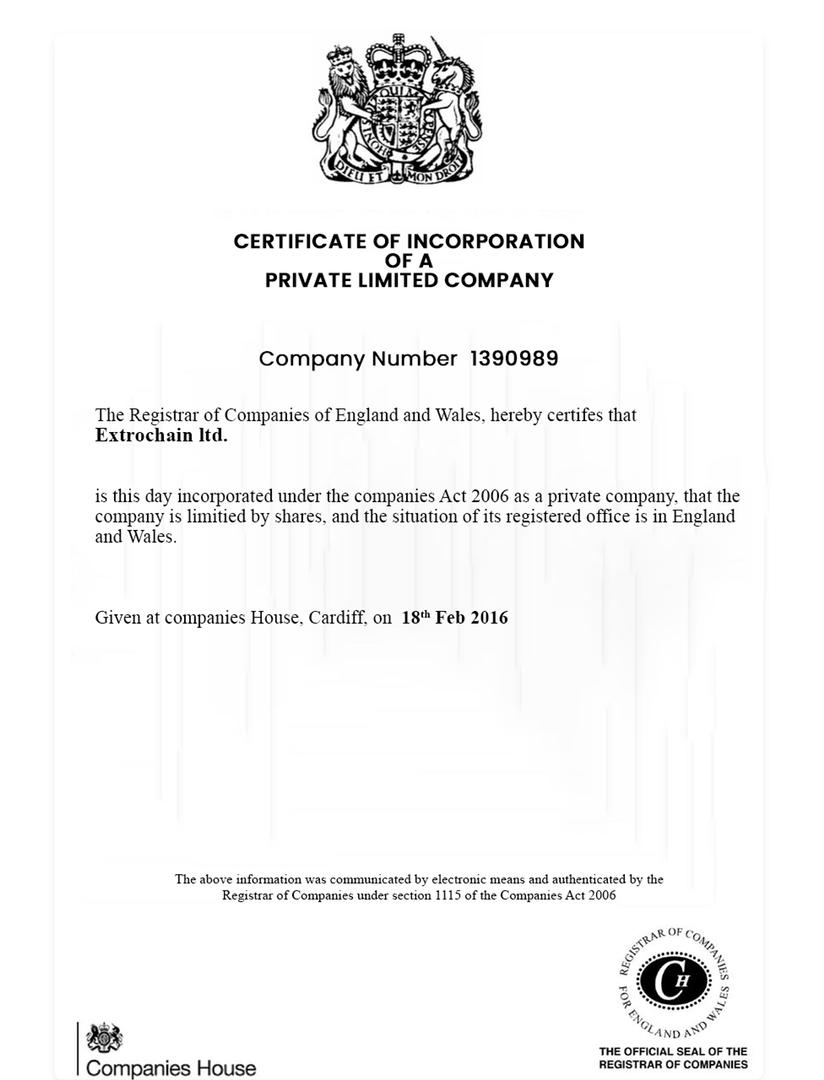 QUI
HONI
PENSE
DIEU ET MON DROIT
CERTIFICATE OF INCORPORATION
OF A
PRIVATE LIMITED COMPANY
Company Number 1390989
The Registrar of Companies of England and Wales, hereby certifes that
Extrochain ltd.
is this day incorporated under the companies Act 2006 as a private company, that the
company is limitied by shares, and the situation of its registered office is in England
and Wales.
Given at companies House, Cardiff, on 18th Feb 2016
The above information was communicated by electronic means and authenticated by the
Registrar of Companies under section 1115 of the Companies Act 2006
REGISTRAR OF COMPANIES
FOR ENGLAND AND WALES
CH
THE OFFICIAL SEAL OF THE
REGISTRAR OF COMPANIES
Companies House